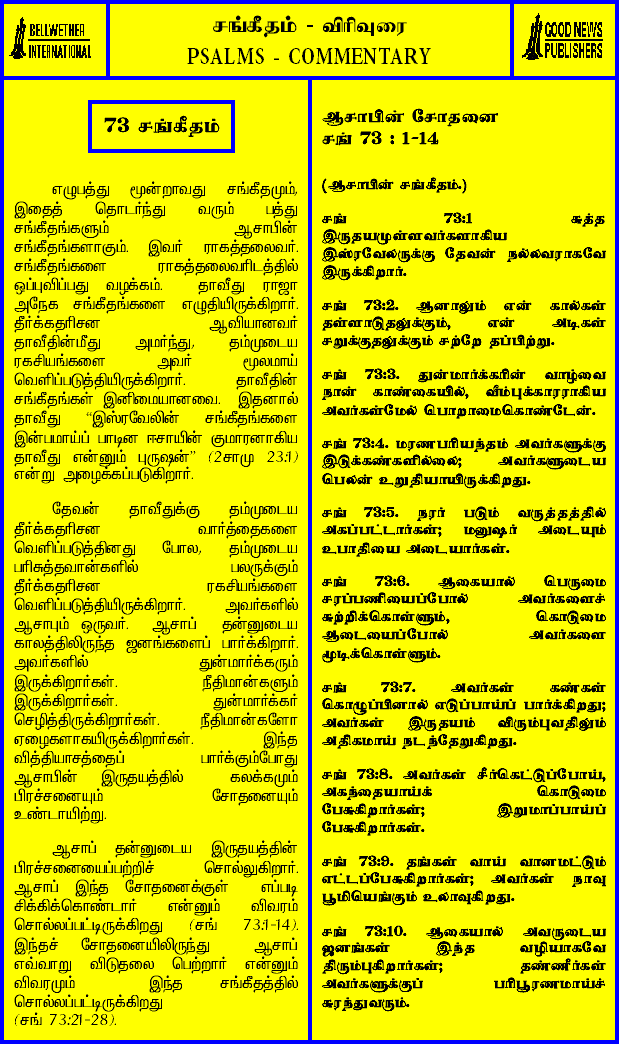 BELLWETHER
INTERNATIONAL
சங்கீதம் - விரிவுரை
PSALMS - COMMENTARY
GOOD NEWS
PUBLISHERS
73 சங்கீதம்
எழுபத்து மூன்றாவது சங்கீதமும்,
இதைத் தொடர்ந்து வரும் பத்து
சங்கீதங்களும் ஆசாபின்
சங்கீதங்களாகும். இவர் ராகத்தலைவர்.
சங்கீதங்களை ராகத்தலைவரிடத்தில்
ஒப்புவிப்பது வழக்கம். தாவீது ராஜா
அநேக சங்கீதங்களை எழுதியிருக்கிறார்.
தீர்க்கதரிசன ஆவியானவர்
தாவீதின்மீது அமர்ந்து, தம்முடைய
ரகசியங்களை அவர் மூலமாய்
வெளிப்படுத்தியிருக்கிறார். தாவீதின்
சங்கீதங்கள் இனிமையானவை. இதனால்
தாவீது “இஸ்ரவேலின் சங்கீதங்களை
இன்பமாய்ப் பாடின ஈசாயின் குமாரனாகிய
தாவீது என்னும் புருஷன்” (2சாமு 23:1)
என்று அழைக்கப்படுகிறார்.
தேவன் தாவீதுக்கு தம்முடைய
தீர்க்கதரிசன வார்த்தைகளை
வெளிப்படுத்தினது போல, தம்முடைய
பரிசுத்தவான்களில் பலருக்கும்
தீர்க்கதரிசன ரகசியங்களை
வெளிப்படுத்தியிருக்கிறார். அவர்களில்
ஆசாபும் ஒருவர். ஆசாப் தன்னுடைய
காலத்திலிருந்த ஜனங்களைப் பார்க்கிறார்.
அவர்களில் துன்மார்க்கரும்
இருக்கிறார்கள். நீதிமான்களும்
இருக்கிறார்கள். துன்மார்க்கர்
செழித்திருக்கிறார்கள். நீதிமான்களோ
ஏழைகளாகயிருக்கிறார்கள். இந்த
வித்தியாசத்தைப் பார்க்கும்போது
ஆசாபின் இருதயத்தில் கலக்கமும்
பிரச்சனையும் சோதனையும்
உண்டாயிற்று.
ஆசாப் தன்னுடைய இருதயத்தின்
பிரச்சனையைப்பற்றிச் சொல்லுகிறார்.
ஆசாப் இந்த சோதனைக்குள் எப்படி
சிக்கிக்கொண்டார் என்னும் விவரம்
சொல்லப்பட்டிருக்கிறது (சங் 73:1-14).
இந்தச் சோதனையிலிருந்து ஆசாப்
எவ்வாறு விடுதலை பெற்றார் என்னும்
விவரமும் இந்த சங்கீதத்தில்
சொல்லப்பட்டிருக்கிறது
(சங் 73:21-28).
ஆசாபின் சோதனை
சங் 73 : 1-14
(ஆசாபின் சங்கீதம்.)
சங் 73:1 சுத்த
இருதயமுள்ளவர்களாகிய
இஸ்ரவேலருக்கு தேவன் நல்லவராகவே
இருக்கிறார்.
சங் 73:2. ஆனாலும் என் கால்கள்
தள்ளாடுதலுக்கும், என் அடிகள்
சறுக்குதலுக்கும் சற்றே தப்பிற்று.
சங் 73:3. துன்மார்க்கரின் வாழ்வை
நான் காண்கையில், வீம்புக்காரராகிய
அவர்கள்மேல் பொறாமைகொண்டேன்.
சங் 73:4. மரணபரியந்தம் அவர்களுக்கு
இடுக்கண்களில்லை; அவர்களுடைய
பெலன் உறுதியாயிருக்கிறது.
சங் 73:5. நரர் படும் வருத்தத்தில்
அகப்பட்டார்கள்; மனுஷர் அடையும்
உபாதியை அடையார்கள்.
சங் 73:6. ஆகையால் பெருமை
சரப்பணியைப்போல் அவர்களைச்
சுற்றிக்கொள்ளும், கொடுமை
ஆடையைப்போல் அவர்களை
மூடிக்கொள்ளும்.
சங் 73:7. அவர்கள் கண்கள்
கொழுப்பினால் எடுப்பாய்ப் பார்க்கிறது;
அவர்கள் இருதயம் விரும்புவதிலும்
அதிகமாய் நடந்தேறுகிறது.
சங் 73:8. அவர்கள் சீர்கெட்டுப்போய்,
அகந்தையாய்க் கொடுமை
பேசுகிறார்கள்; இறுமாப்பாய்ப்
பேசுகிறார்கள்.
சங் 73:9. தங்கள் வாய் வானமட்டும்
எட்டப்பேசுகிறார்கள்; அவர்கள் நாவு
பூமியெங்கும் உலாவுகிறது.
சங் 73:10. ஆகையால் அவருடைய
ஜனங்கள் இந்த வழியாகவே
திரும்புகிறார்கள்; தண்ணீர்கள்
அவர்களுக்குப் பரிபூரணமாய்ச்
சுரந்துவரும்.